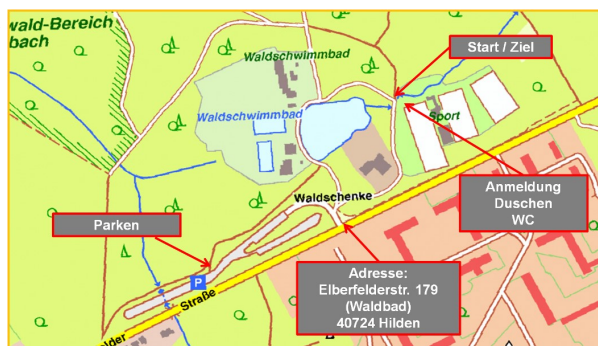 wald-Bereich
bach
Waldschwimmbad
Start / Ziel
Waldschwimmbad
Sport
Anmeldung
Duschen
WC
Waldschenke
Parken
P
Straße
Adresse:
Elberfelderstr. 179
(Waldbad)
40724 Hilden
elder